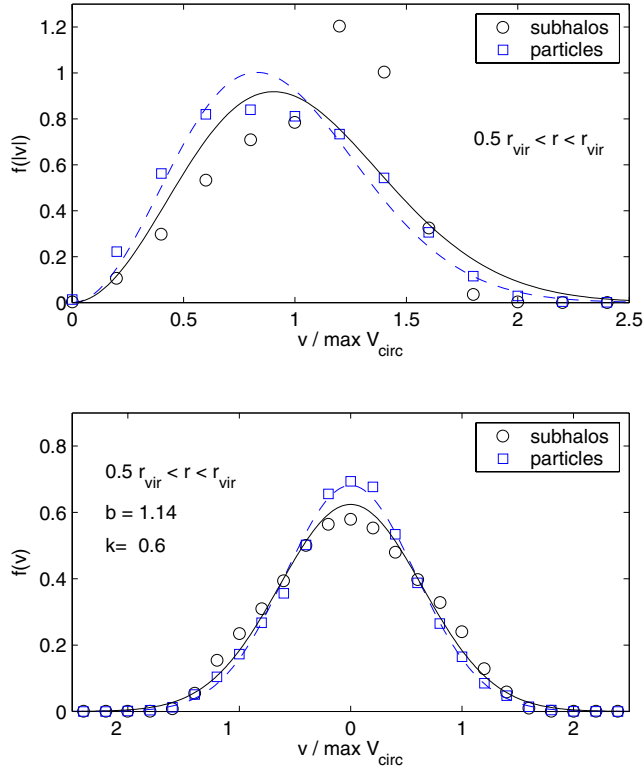 1.4
1.2
1
0.8
0.6
0.4
0.2
0
f(|v|)
subhalos
particles
0.5 r_vir < r < r_vir
0 0.5 1 1.5 2 2.5
v / max V_circ
0.8
0.6
0.4
0.2
0
f(v)
subhalos
particles
0.5 r_vir < r < r_vir
b = 1.14
k= 0.6
2 1 0 1 2
v / max V_circ